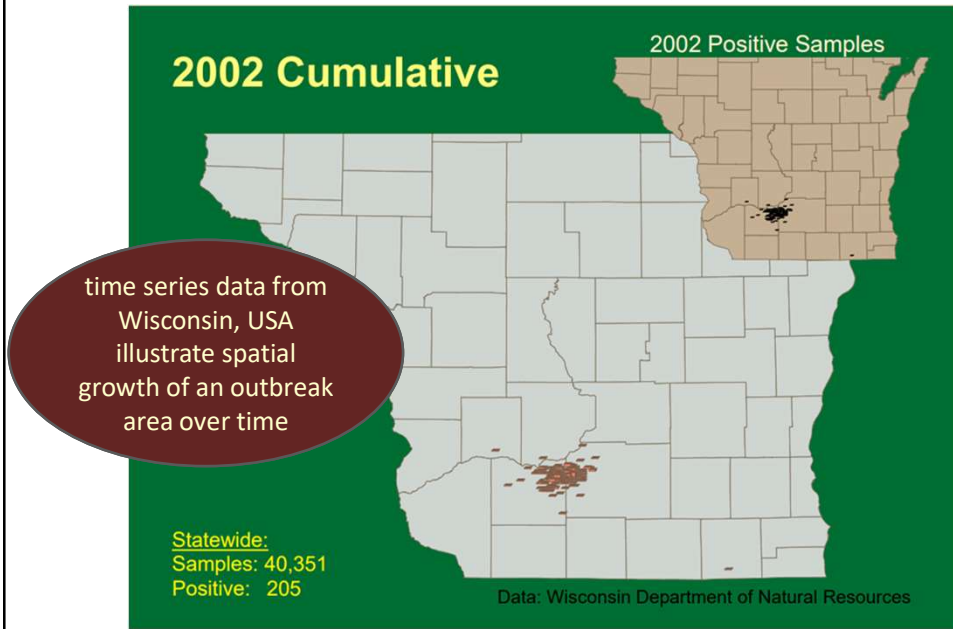 2002 Cumulative
2002 Positive Samples
time series data from
Wisconsin, USA
illustrate spatial
growth of an outbreak
area over time
Statewide:
Samples: 40,351
Positive: 205
Data: Wisconsin Department of Natural Resources